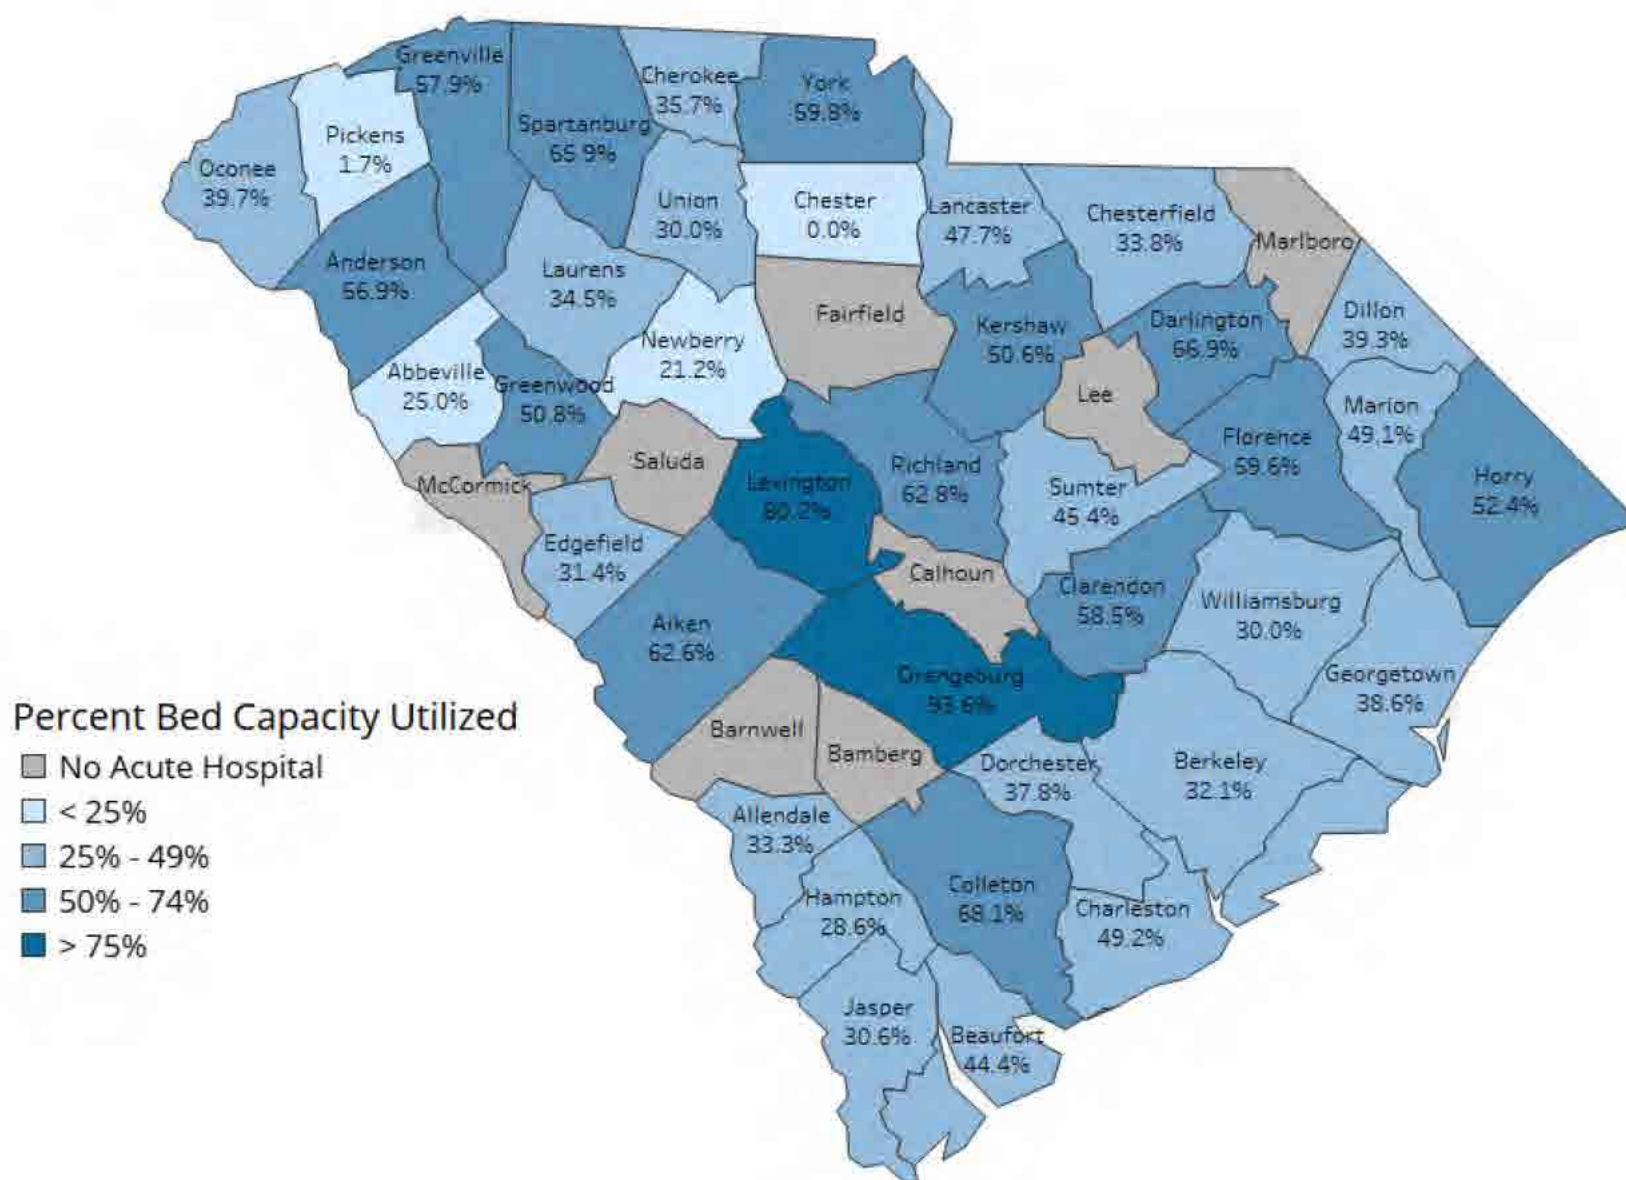 Greenville
57.9%
Spartanburg
65.9%
Cherokee
35.7%
York
59.8%
Pickens
1.7%
Oconee
39.7%
Union
30.0%
Chester
0.0%
Lancaster
47.7%
Chesterfield
33.8%
Marlboro
Anderson
56.9%
Laurens
34.5%
Fairfield
Kershaw
50.6%
Darlington
66.9%
Dillon
39.3%
Newberry
21.2%
Abbeville
25.0%
Greenwood
50.8%
Lee
Marion
49.1%
Saluda
McCormick
Lexington
80.2%
Richland
62.8%
Sumter
45.4%
Florence
59.6%
Horry
52.4%
Edgefield
31.4%
Calhoun
Clarendon
58.5%
Williamsburg
30.0%
Aiken
62.6%
Orangeburg
93.6%
Georgetown
38.6%
Barnwell
Bamberg
Dorchester
37.8%
Berkeley
32.1%
Allendale
33.3%
Hampton
28.6%
Colleton
68.1%
Charleston
49.2%
Jasper
30.6%
Beaufort
44.4%
Percent Bed Capacity Utilized
No Acute Hospital
< 25%
25% - 49%
50% - 74%
> 75%